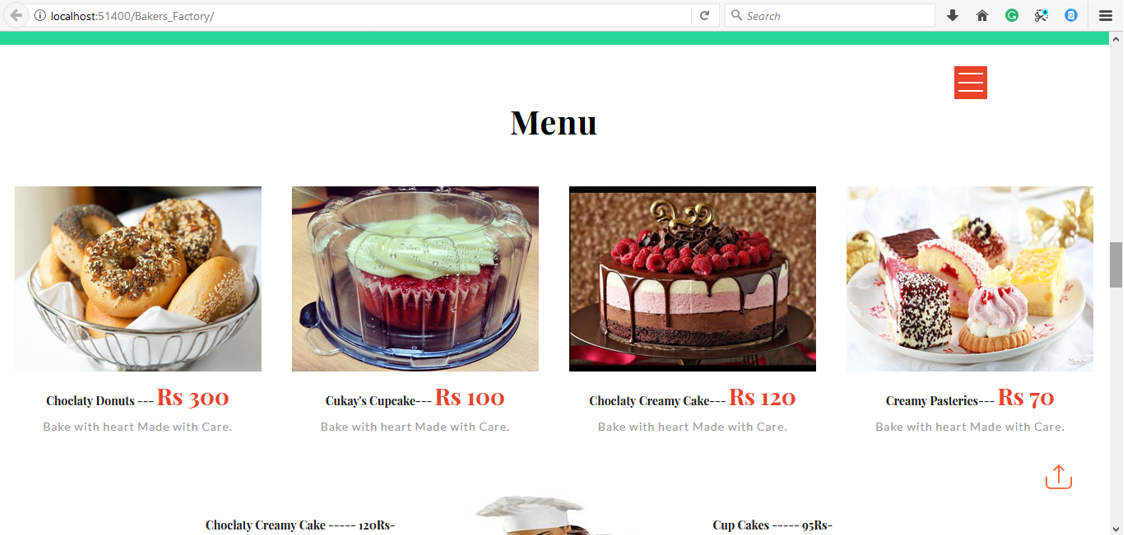 localhost:51400/Bakers_Factory/
Search
Menu
Choclaty Donuts --- Rs 300
Bake with heart Made with Care.
Cukay's Cupcake--- Rs 100
Bake with heart Made with Care.
Choclaty Creamy Cake--- Rs 120
Bake with heart Made with Care.
Creamy Pasteries--- Rs 70
Bake with heart Made with Care.
Choclaty Creamy Cake ----- 120Rs-
Cup Cakes ----- 95Rs-